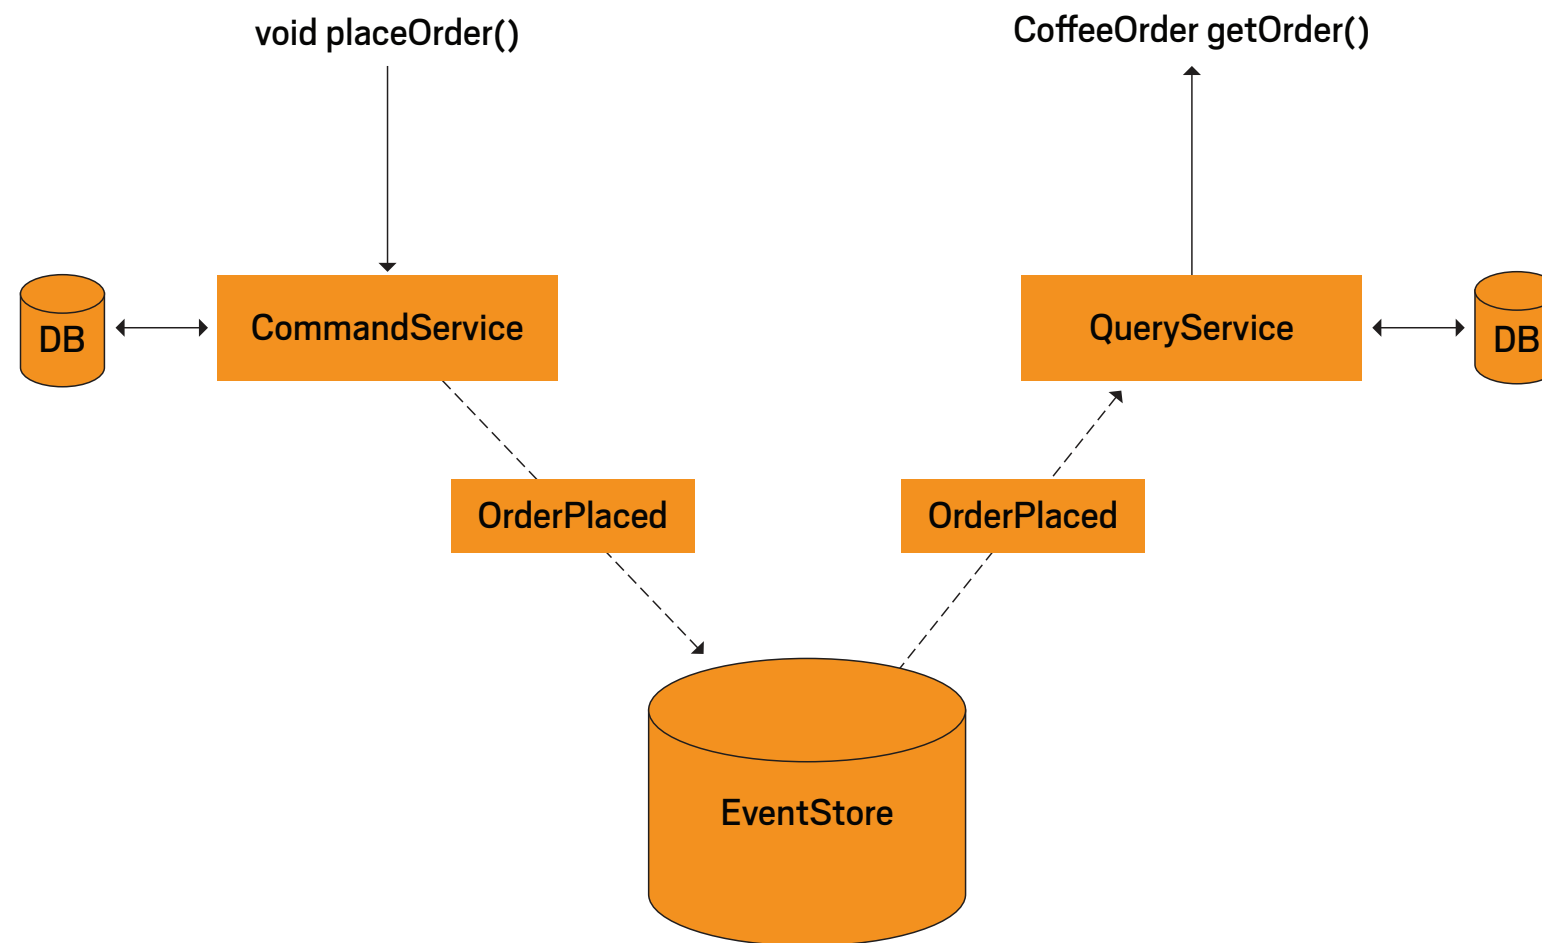 void placeOrder()
CoffeeOrder getOrder()
DB
CommandService
QueryService
DB
OrderPlaced
OrderPlaced
EventStore